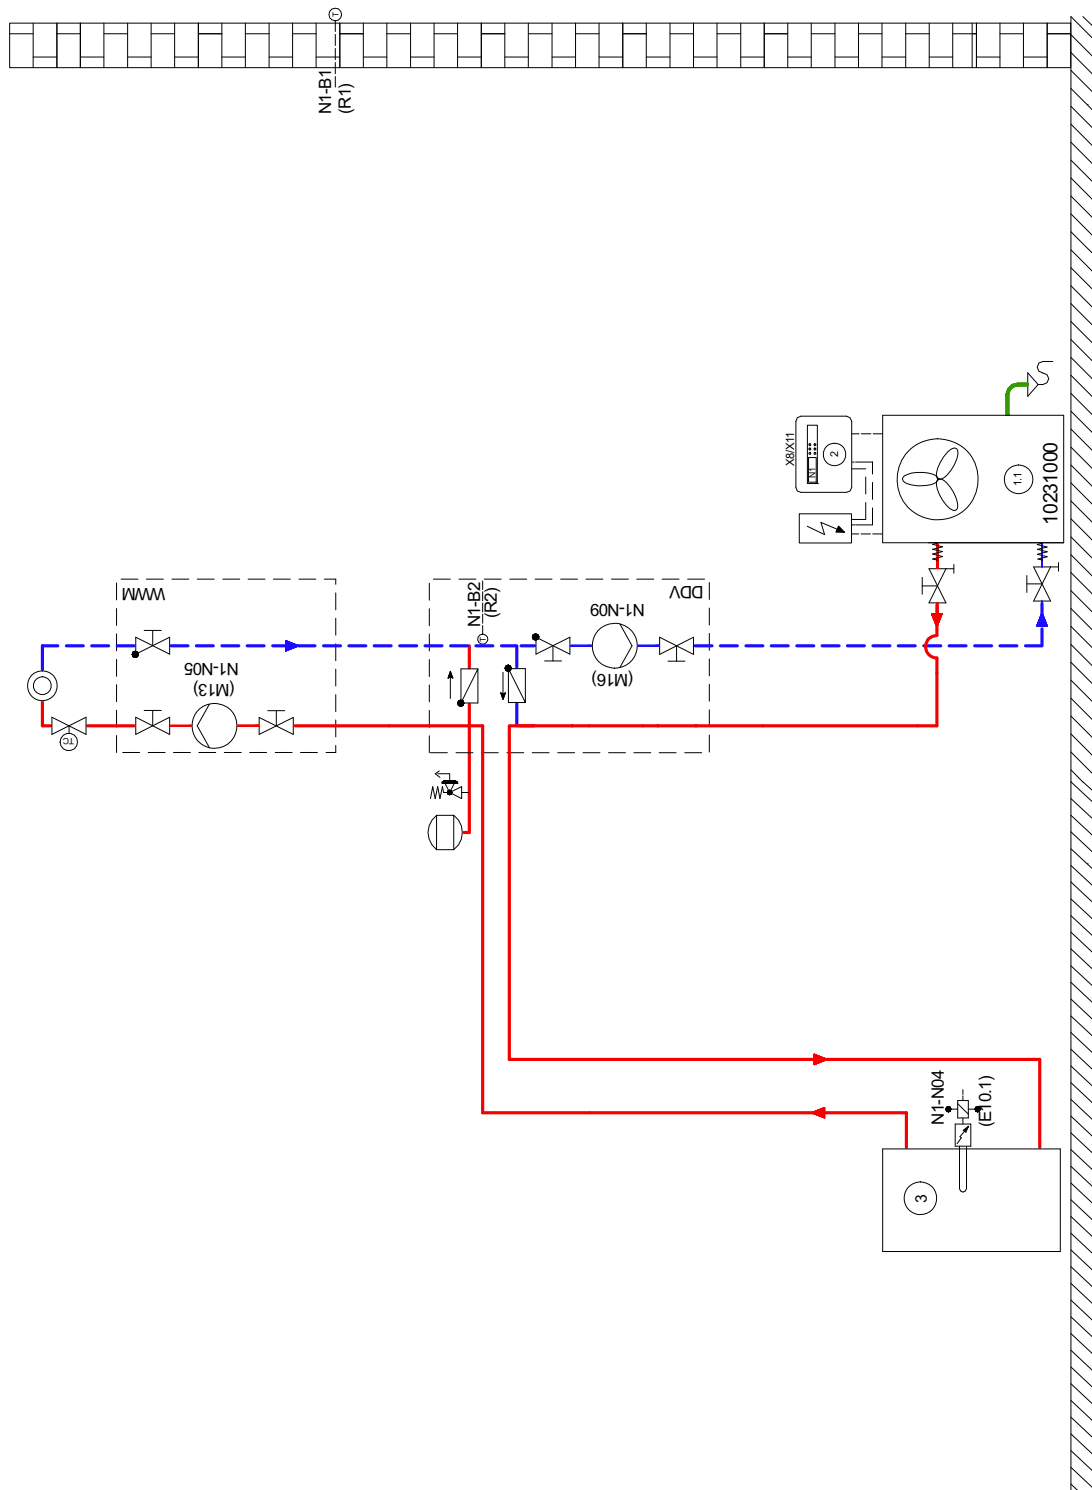 T
N1-B1
(R1)
WWM
N1-N05
(M13)
TC
N1-B2
(R2)
T
DDV
N1-N09
(M16)
X8/X11
N1
2
1.1
10231000
N1-N04
(E10.1)
3